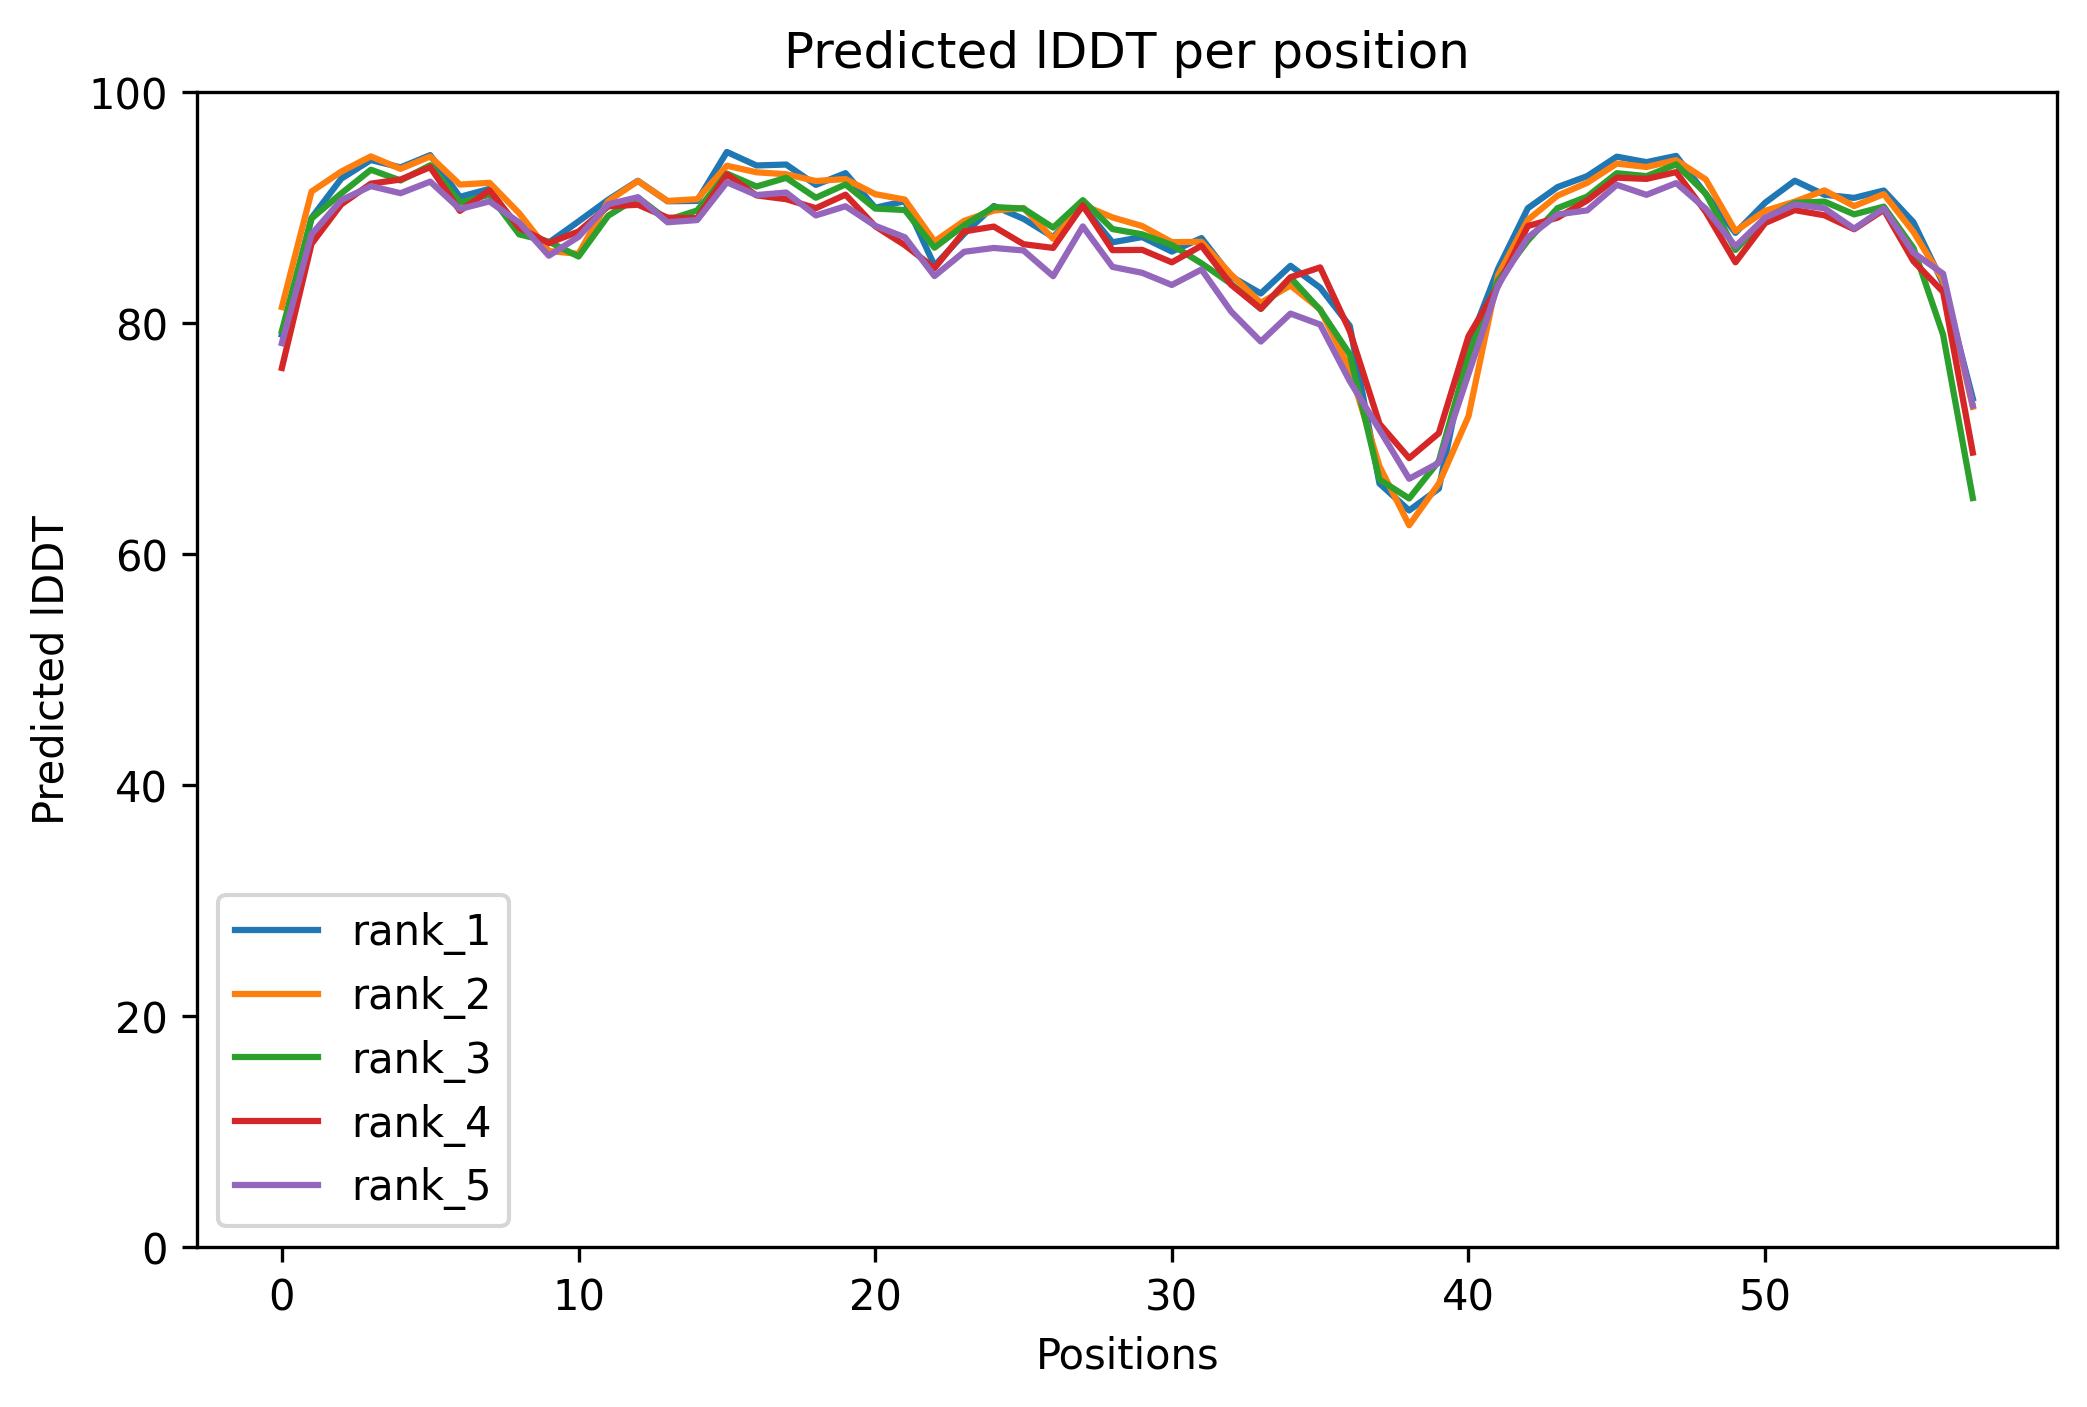 Predicted lDDT per position
100
80
60
40
20
0
Predicted lDDT
rank_1
rank_2
rank_3
rank_4
rank_5
0 10 20 30 40 50
Positions